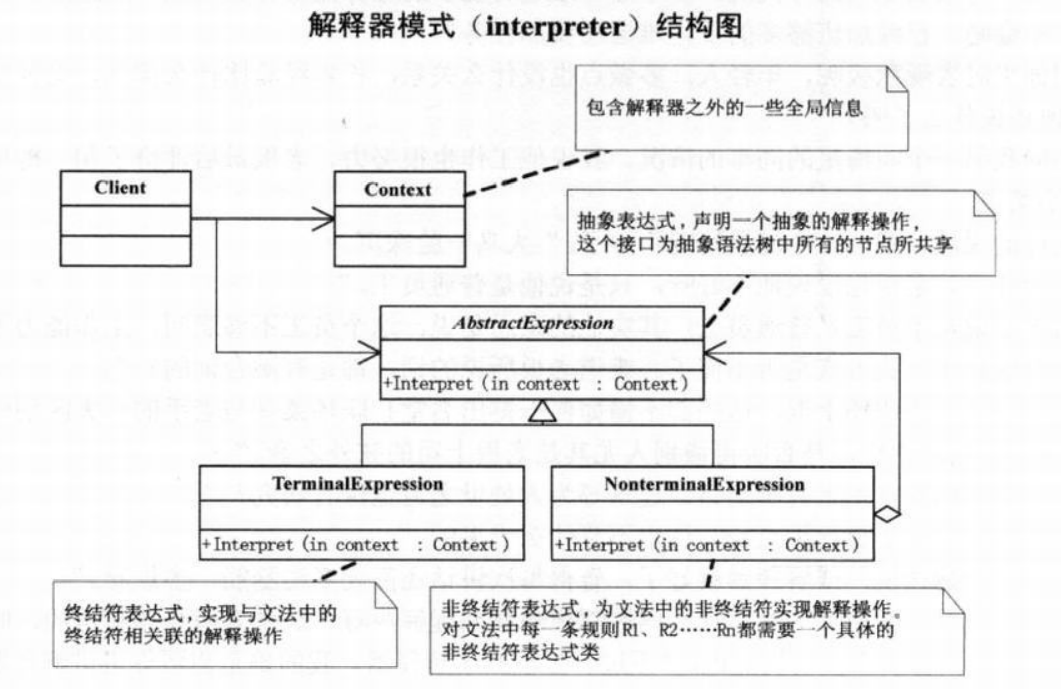 解释器模式（interpreter）结构图
包含解释器之外的一些全局信息
Client
Context
抽象表达式，声明一个抽象的解释操作，
这个接口为抽象语法树中所有的节点所共享
AbstractExpression
+Interpret(in context : Context)
TerminalExpression
+Interpret(in context : Context)
NonterminalExpression
+Interpret(in context : Context)
终结符表达式，实现与文法中的
终结符相关联的解释操作
非终结符表达式，为文法中的非终结符实现解释操作。
对文法中每一条规则R1、R2……Rn都需要一个具体的
非终结符表达式类